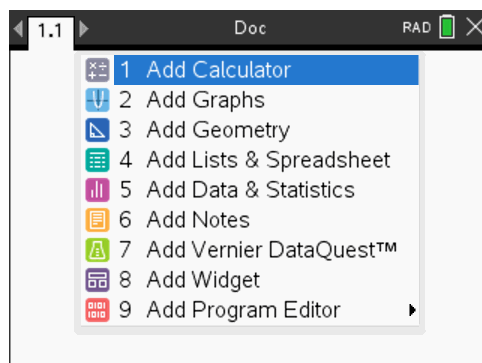 1.1 Doc RAD
1 Add Calculator
2 Add Graphs
3 Add Geometry
4 Add Lists & Spreadsheet
5 Add Data & Statistics
6 Add Notes
7 Add Vernier DataQuest™
8 Add Widget
9 Add Program Editor